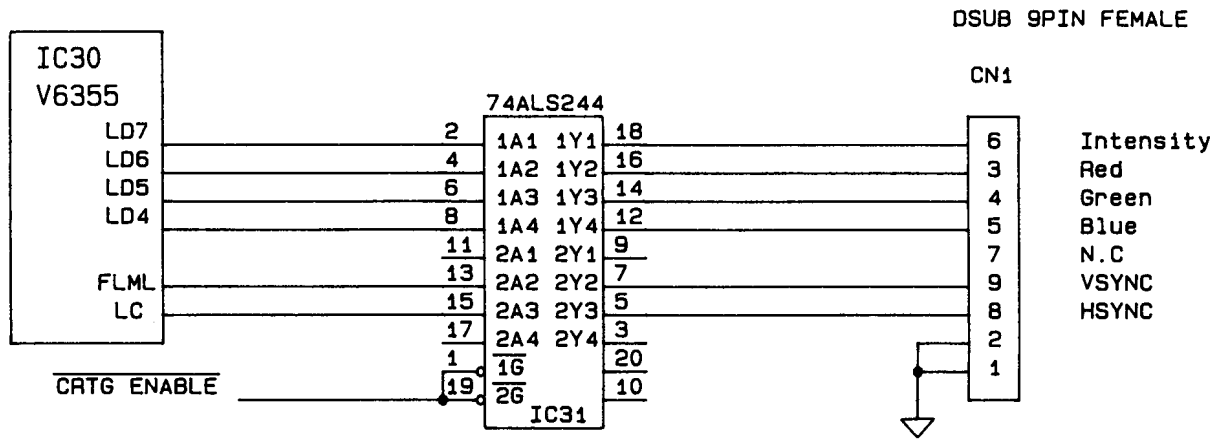 DSUB 9PIN FEMALE
IC30
V6355
CN1
74ALS244
LD7 2 1A1 1Y1 18 6 Intensity
LD6 4 1A2 1Y2 16 3 Red
LD5 6 1A3 1Y3 14 4 Green
LD4 8 1A4 1Y4 12 5 Blue
11 2A1 2Y1 9 7 N.C
FLML 13 2A2 2Y2 7 9 VSYNC
LC 15 2A3 2Y3 5 8 HSYNC
17 2A4 2Y4 3 2
1 1G 20 1
CRTG ENABLE 19 2G 10
IC31